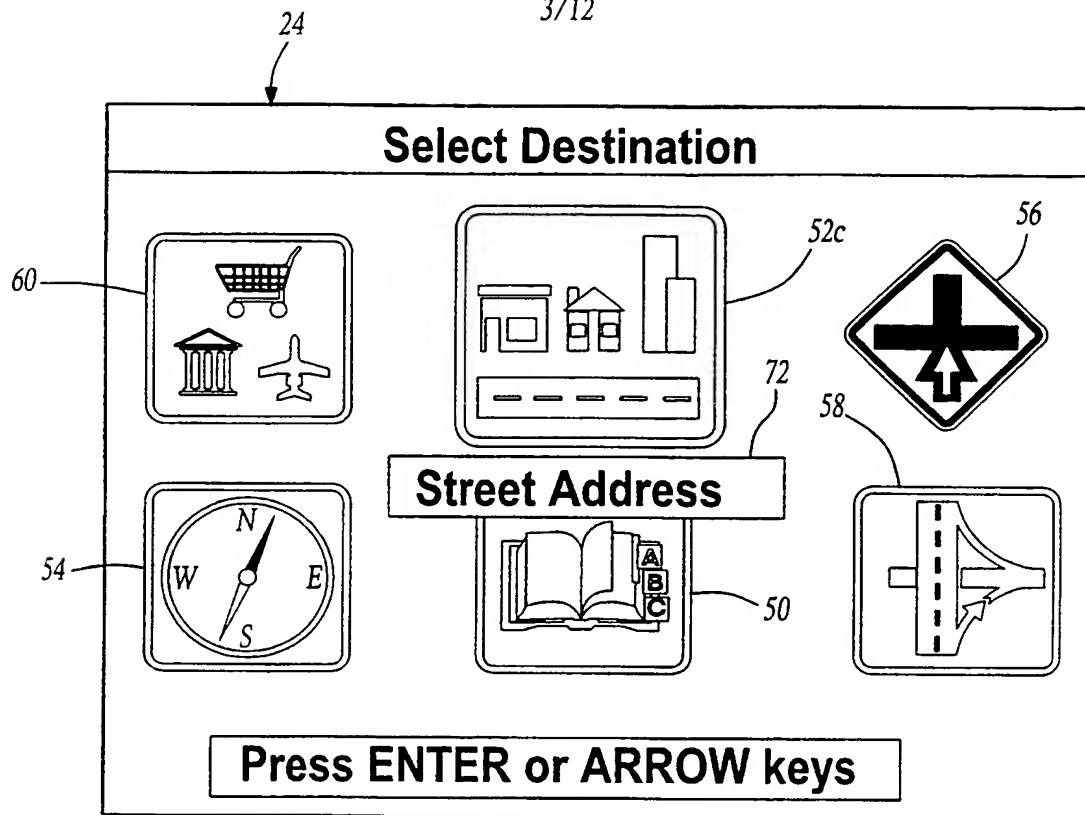 3/12
24
Select Destination
60
52c
56
72
58
Street Address
54
N
W E
S
A
B
C
50
Press ENTER or ARROW keys